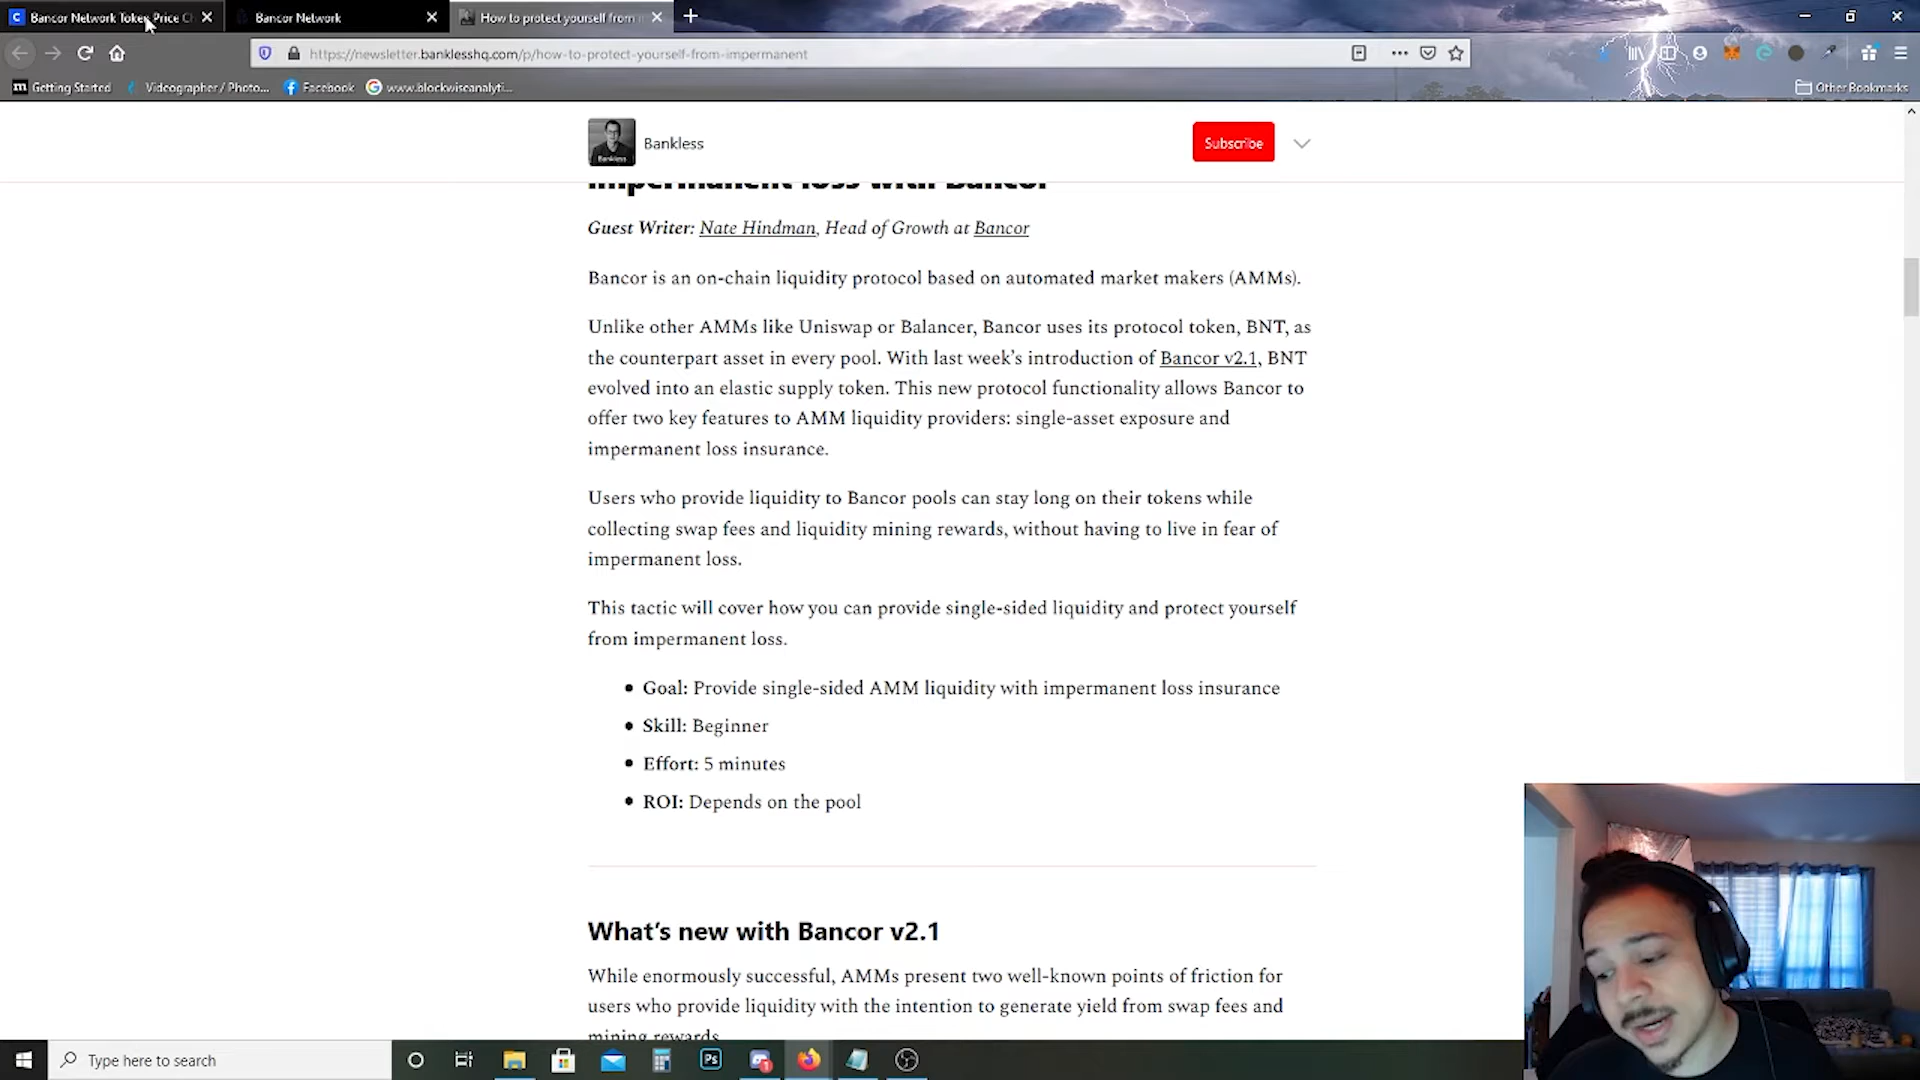 Bancor Network Token Price Ch
Bancor Network
How to protect yourself from i
https://newsletter.banklesshq.com/p/how-to-protect-yourself-from-impermanent
Getting Started
Videographer / Photo...
Facebook
www.blockwiseanalyti...
Other Bookmarks
Bankless
Bankless
Subscribe
impermanent loss with Bancor
Guest Writer: Nate Hindman, Head of Growth at Bancor
Bancor is an on-chain liquidity protocol based on automated market makers (AMMs).
Unlike other AMMs like Uniswap or Balancer, Bancor uses its protocol token, BNT, as
the counterpart asset in every pool. With last week’s introduction of Bancor v2.1, BNT
evolved into an elastic supply token. This new protocol functionality allows Bancor to
offer two key features to AMM liquidity providers: single-asset exposure and
impermanent loss insurance.
Users who provide liquidity to Bancor pools can stay long on their tokens while
collecting swap fees and liquidity mining rewards, without having to live in fear of
impermanent loss.
This tactic will cover how you can provide single-sided liquidity and protect yourself
from impermanent loss.
• Goal: Provide single-sided AMM liquidity with impermanent loss insurance
• Skill: Beginner
• Effort: 5 minutes
• ROI: Depends on the pool
What’s new with Bancor v2.1
While enormously successful, AMMs present two well-known points of friction for
users who provide liquidity with the intention to generate yield from swap fees and
mining rewards.
Type here to search
Ps